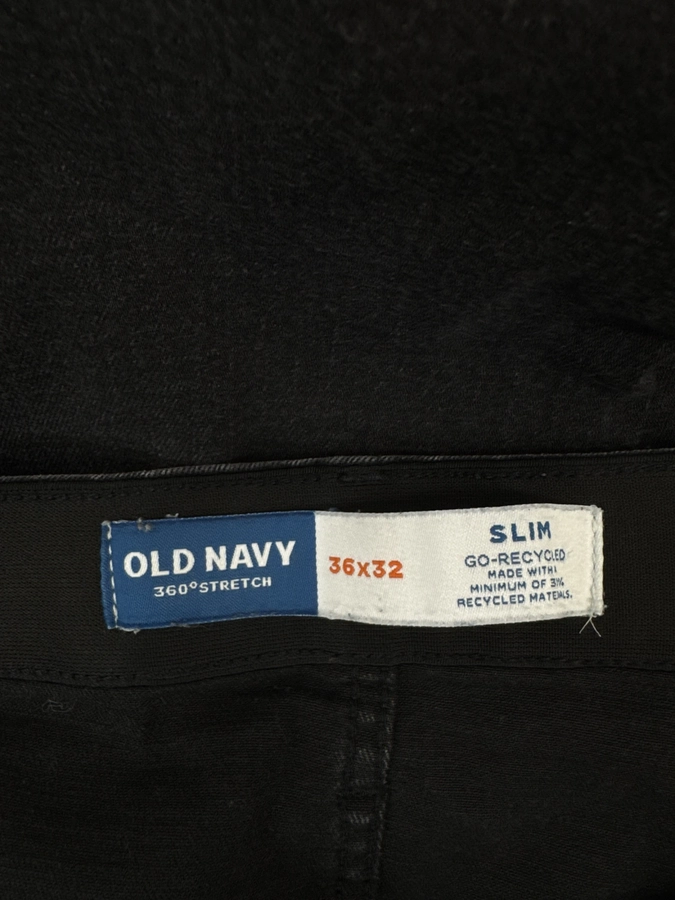 OLD NAVY
360° STRETCH
36x32
SLIM
GO-RECYCLED
MADE WITH
MINIMUM OF
RECYCLED MATERIALS.